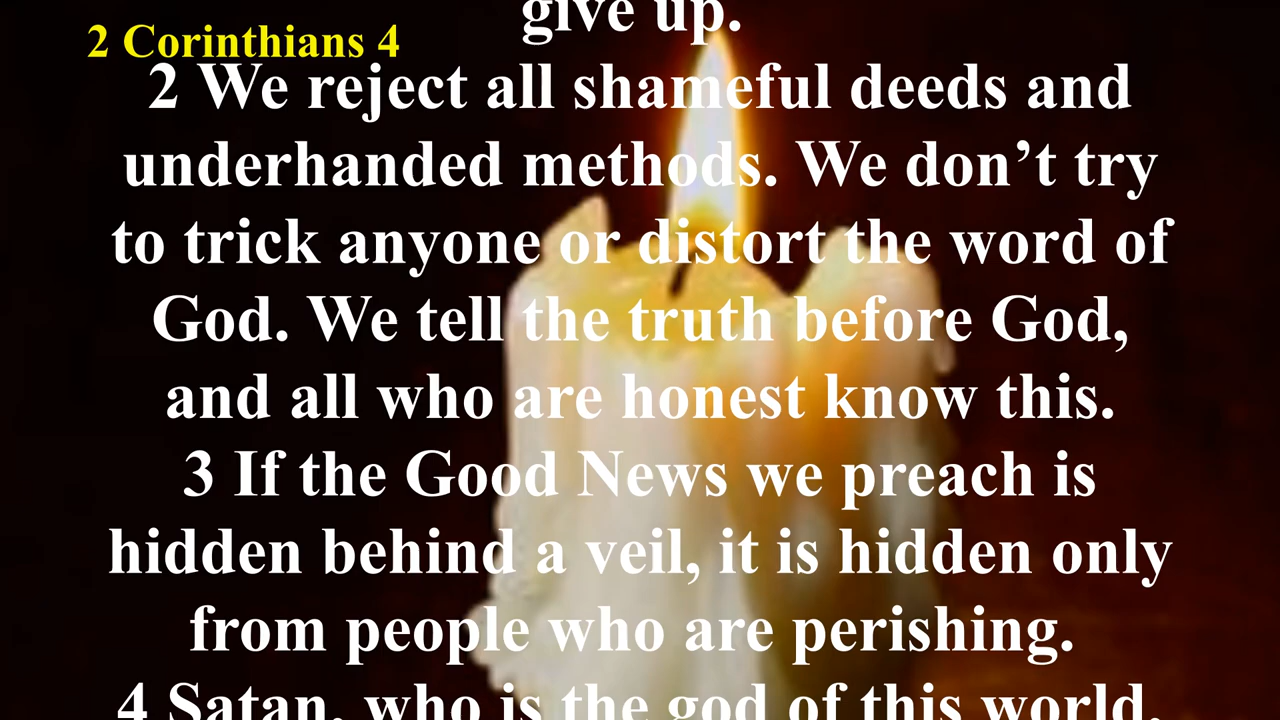 give up.
2 Corinthians 4
2 We reject all shameful deeds and
underhanded methods. We don’t try
to trick anyone or distort the word of
God. We tell the truth before God,
and all who are honest know this.
3 If the Good News we preach is
hidden behind a veil, it is hidden only
from people who are perishing.
4 Satan, who is the god of this world,